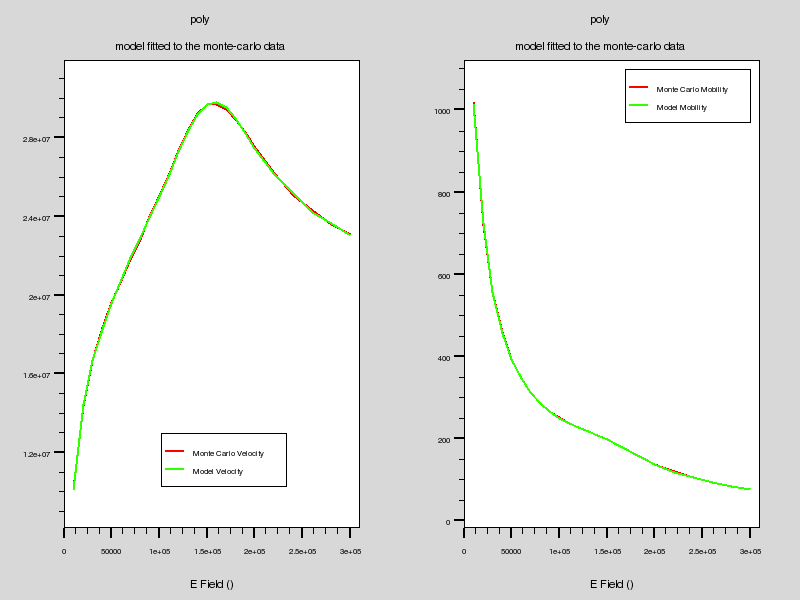 poly
model fitted to the monte-carlo data
2.8e+07
2.4e+07
2e+07
1.6e+07
1.2e+07
Monte Carlo Velocity
Model Velocity
0 50000 1e+05 1.5e+05 2e+05 2.5e+05 3e+05
E Field ()
poly
model fitted to the monte-carlo data
Monte Carlo Mobility
Model Mobility
1000
800
600
400
200
0
0 50000 1e+05 1.5e+05 2e+05 2.5e+05 3e+05
E Field ()